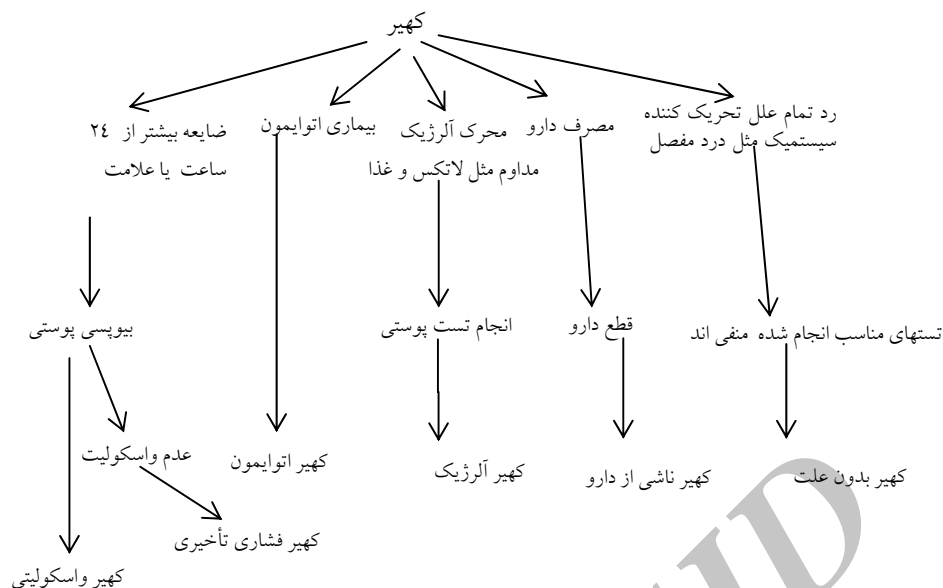 کهیر
رد تمام علل تحریک کننده
سیستمیک مثل درد مفصل
مصرف دارو
محرک آلرژیک
مداوم مثل لاتکس و غذا
بیماری اتوایمون
ضایعه بیشتر از ۲٤
ساعت یا علامت
تستهای مناسب انجام شده منفی اند
قطع دارو
انجام تست پوستی
بیوپسی پوستی
کهیر بدون علت
کهیر ناشی از دارو
کهیر آلرژیک
کهیر اتوایمون
عدم واسکولیت
کهیر فشاری تأخیری
کهیر واسکولیتی